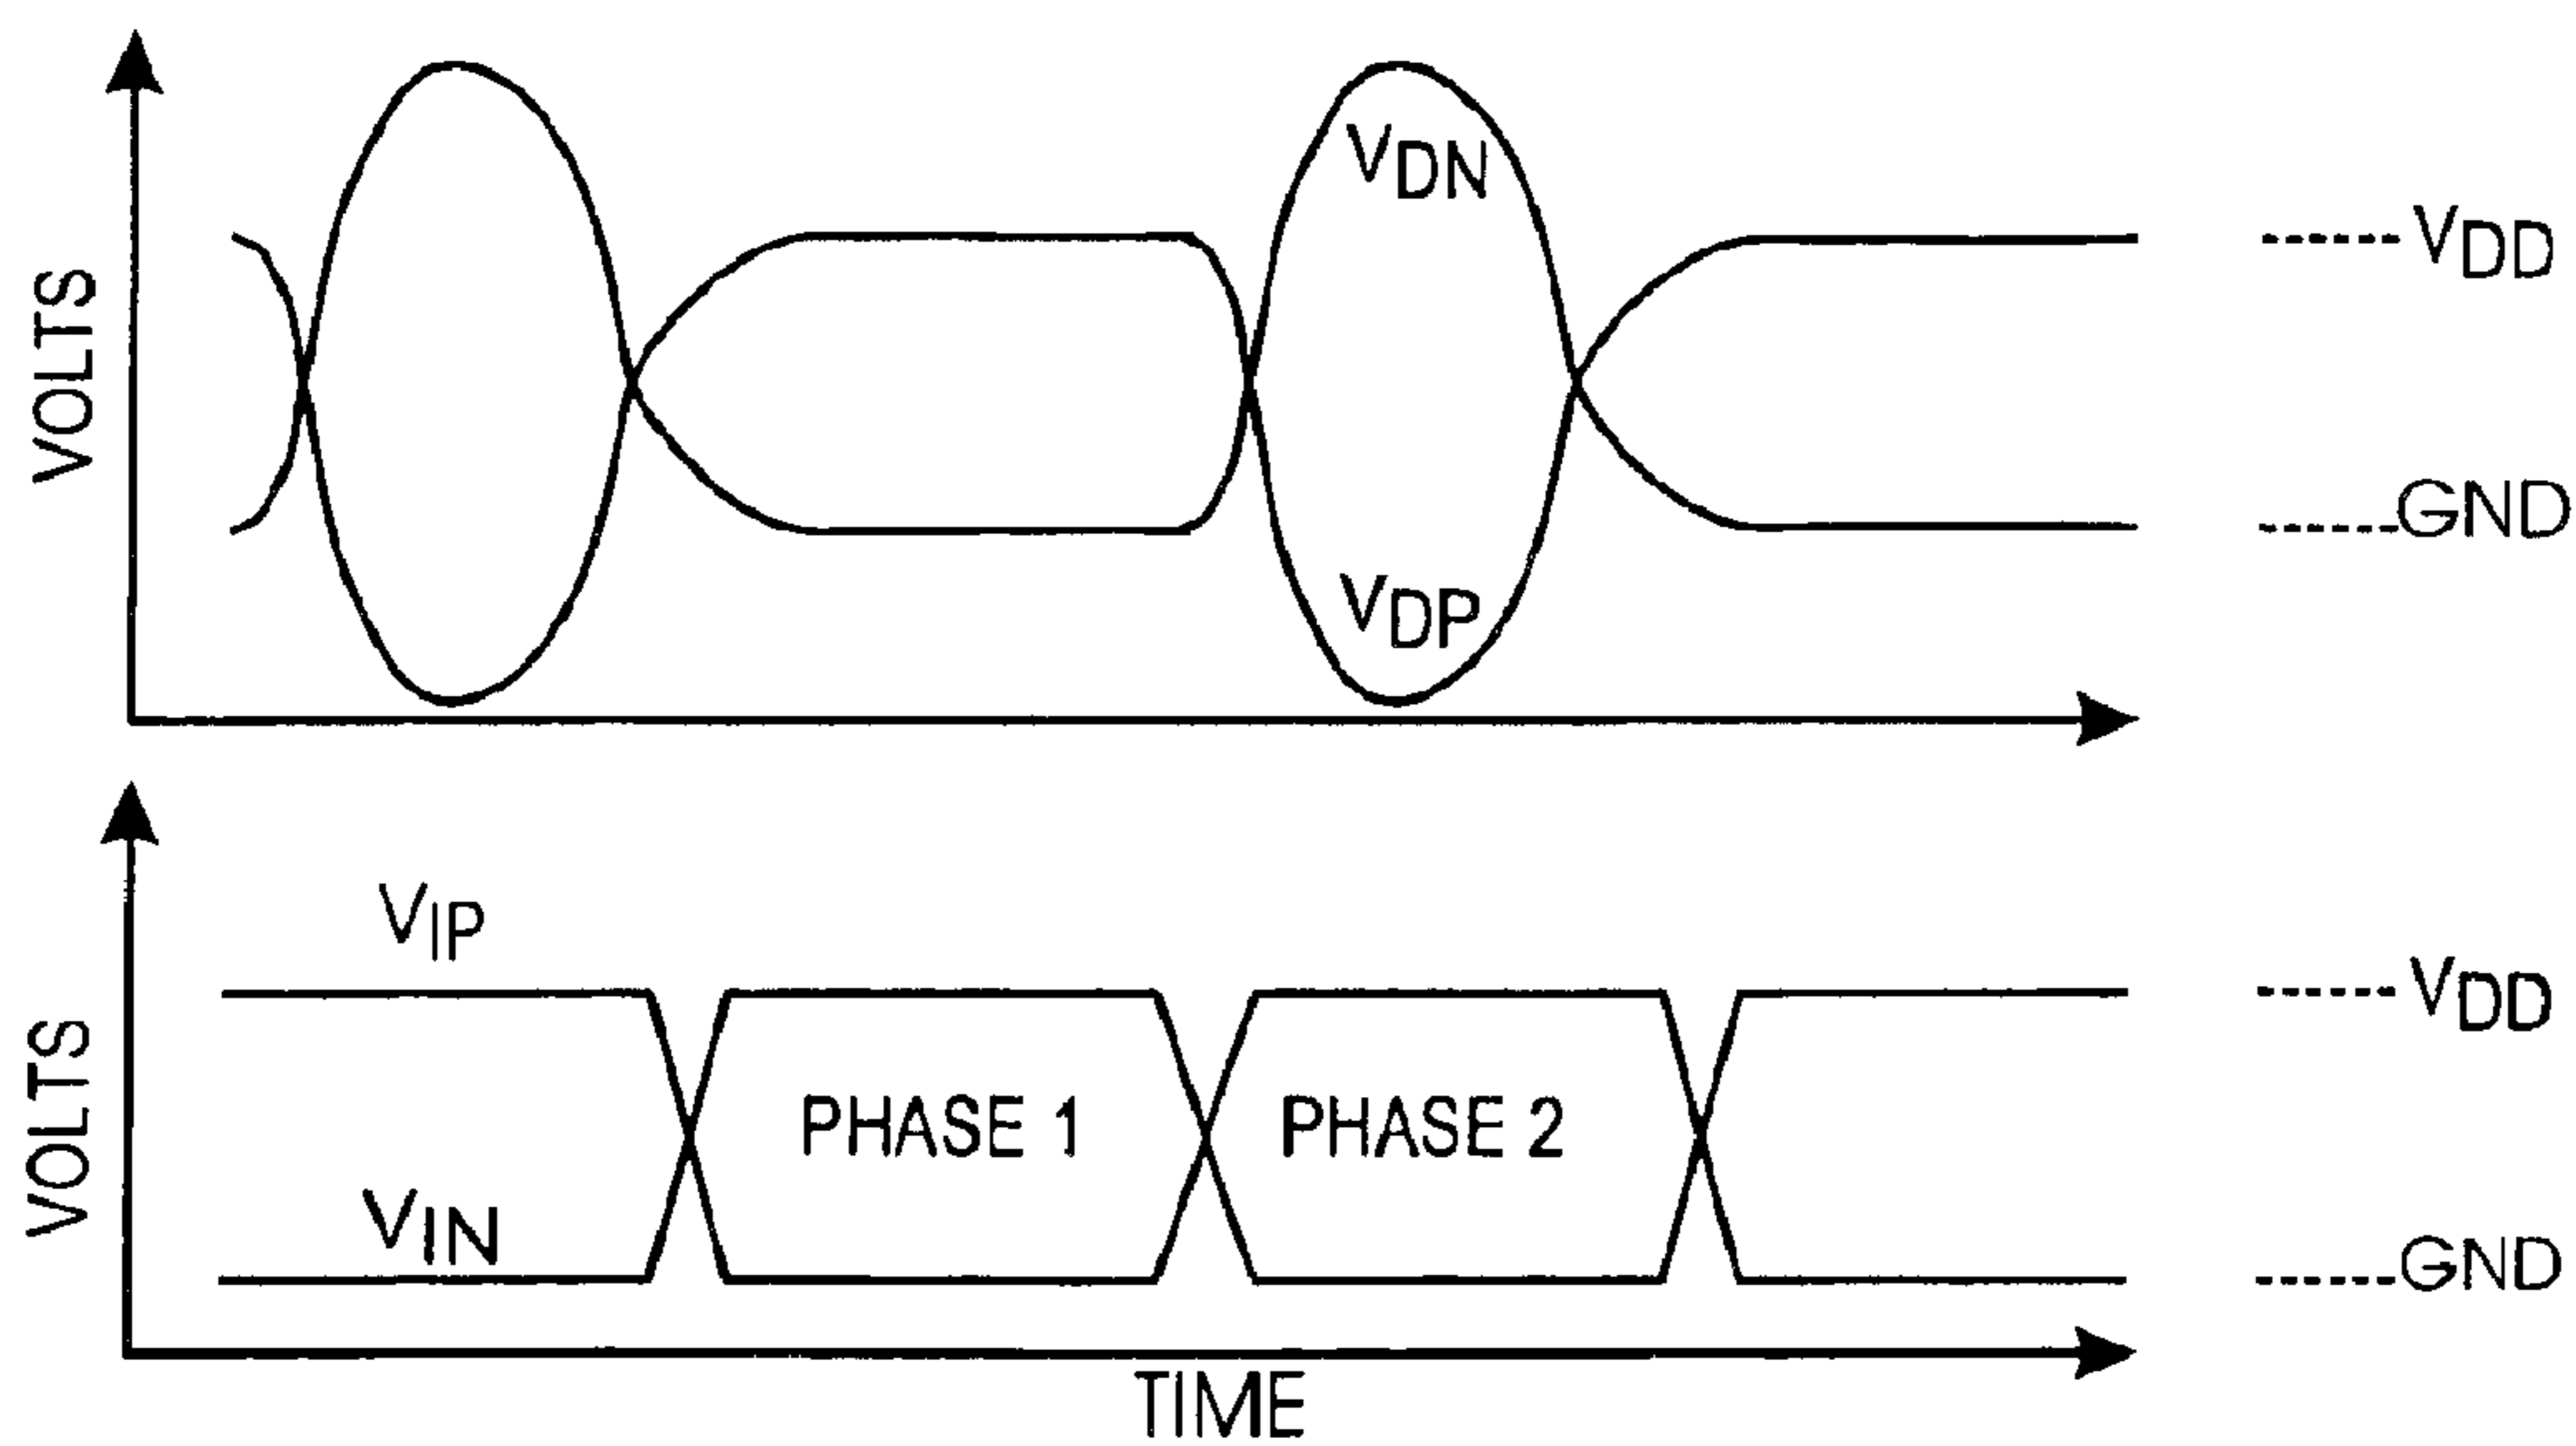 VOLTS
VDN
VDP
VDD
GND
VOLTS
VIP
VIN
PHASE 1
PHASE 2
VDD
GND
TIME